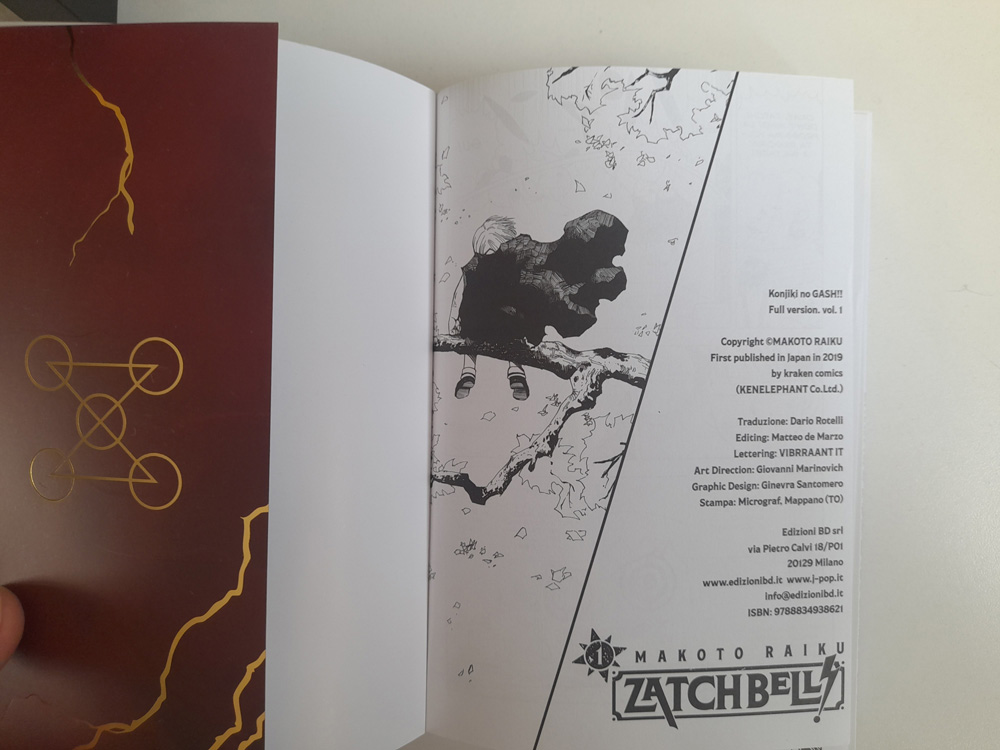 Konjiki no GASH!!
Full version. vol. 1
Copyright ©MAKOTO RAIKU
First published in Japan in 2019
by kraken comics
(KENELEPHANT Co.Ltd.)
Traduzione: Dario Rotelli
Editing: Matteo de Marzo
Lettering: VIBRRAANT IT
Art Direction: Giovanni Marinovich
Graphic Design: Ginevra Santomero
Stampa: Micrograf, Mappano (TO)
Edizioni BD srl
via Pietro Calvi 18/P01
20129 Milano
www.edizionibd.it www.j-pop.it
info@edizionibd.it
ISBN: 9788834938621
1 MAKOTO RAIKU
ZATCHBELL!